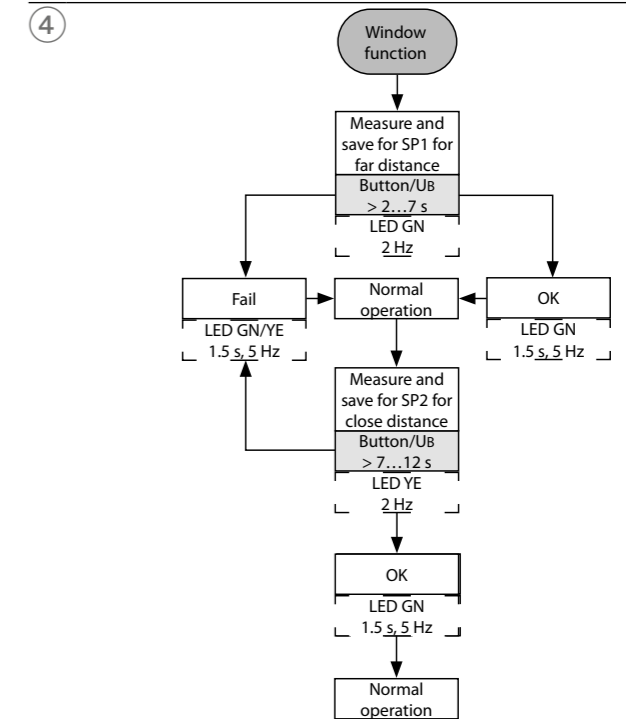 4
Window
function
Measure and
save for SP1 for
far distance
Button/UB
> 2…7 s
LED GN
2 Hz
Fail
LED GN/YE
1.5 s, 5 Hz
Normal
operation
OK
LED GN
1.5 s, 5 Hz
Measure and
save for SP2 for
close distance
Button/UB
> 7…12 s
LED YE
2 Hz
OK
LED GN
1.5 s, 5 Hz
Normal
operation